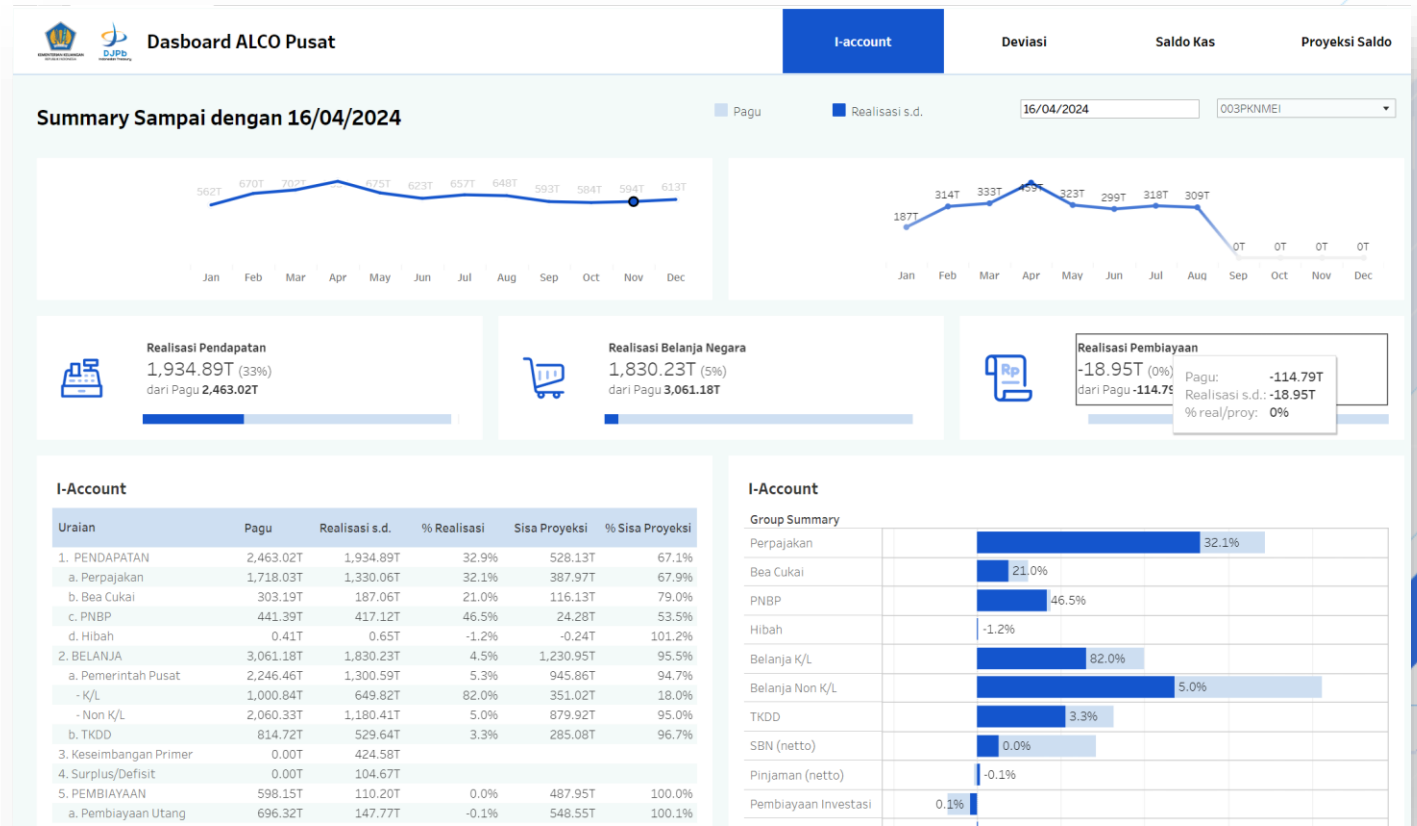 KEMENTERIAN KEUANGAN
REPUBLIK INDONESIA
DJPb
Dasboard ALCO Pusat
I-account
Deviasi
Saldo Kas
Proyeksi Saldo
Summary Sampai dengan 16/04/2024
Pagu
Realisasi s.d.
16/04/2024
003PKNMEI
562T 670T 702T 675T 623T 657T 648T 593T 584T 594T 613T
Jan Feb Mar Apr May Jun Jul Aug Sep Oct Nov Dec
187T 314T 333T 459T 323T 299T 318T 309T 0T 0T 0T 0T
Jan Feb Mar Apr May Jun Jul Aug Sep Oct Nov Dec
Realisasi Pendapatan
1,934.89T (33%)
dari Pagu 2,463.02T
Realisasi Belanja Negara
1,830.23T (5%)
dari Pagu 3,061.18T
Rp
Realisasi Pembiayaan
-18.95T (0%)
dari Pagu -114.79
Pagu: -114.79T
Realisasi s.d.: -18.95T
% real/proy: 0%
I-Account
Uraian Pagu Realisasi s.d. % Realisasi Sisa Proyeksi % Sisa Proyeksi
1. PENDAPATAN 2,463.02T 1,934.89T 32.9% 528.13T 67.1%
a. Perpajakan 1,718.03T 1,330.06T 32.1% 387.97T 67.9%
b. Bea Cukai 303.19T 187.06T 21.0% 116.13T 79.0%
c. PNBP 441.39T 417.12T 46.5% 24.28T 53.5%
d. Hibah 0.41T 0.65T -1.2% -0.24T 101.2%
2. BELANJA 3,061.18T 1,830.23T 4.5% 1,230.95T 95.5%
a. Pemerintah Pusat 2,246.46T 1,300.59T 5.3% 945.86T 94.7%
- K/L 1,000.84T 649.82T 82.0% 351.02T 18.0%
- Non K/L 2,060.33T 1,180.41T 5.0% 879.92T 95.0%
b. TKDD 814.72T 529.64T 3.3% 285.08T 96.7%
3. Keseimbangan Primer 0.00T 424.58T
4. Surplus/Defisit 0.00T 104.67T
5. PEMBIAYAAN 598.15T 110.20T 0.0% 487.95T 100.0%
a. Pembiayaan Utang 696.32T 147.77T -0.1% 548.55T 100.1%
I-Account
Group Summary
Perpajakan 32.1%
Bea Cukai 21.0%
PNBP 46.5%
Hibah -1.2%
Belanja K/L 82.0%
Belanja Non K/L 5.0%
TKDD 3.3%
SBN (netto) 0.0%
Pinjaman (netto) -0.1%
Pembiayaan Investasi 0.1%